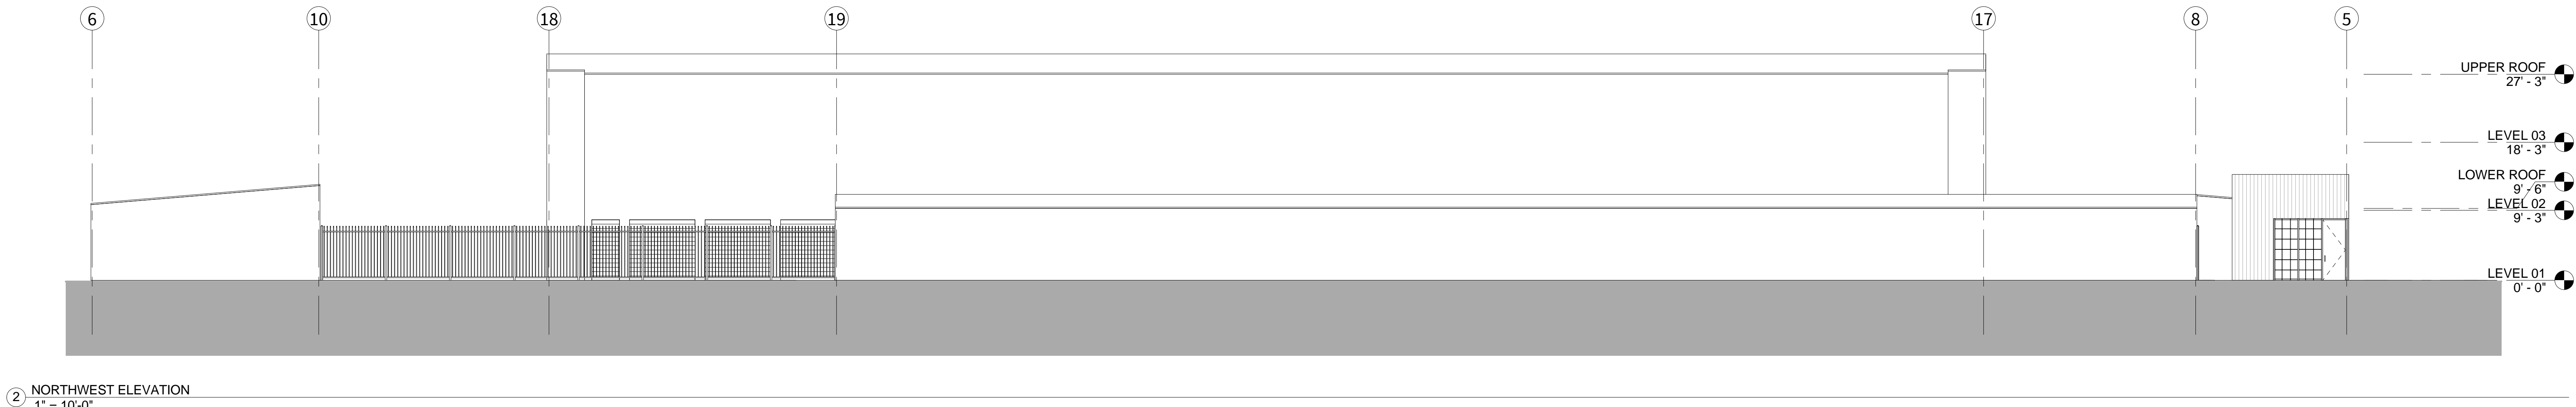 6 10 18 19 17 8 5
UPPER ROOF
27' - 3"
LEVEL 03
18' - 3"
LOWER ROOF
9' - 6"
LEVEL 02
9' - 3"
LEVEL 01
0' - 0"
2 NORTHWEST ELEVATION
1" = 10'-0"